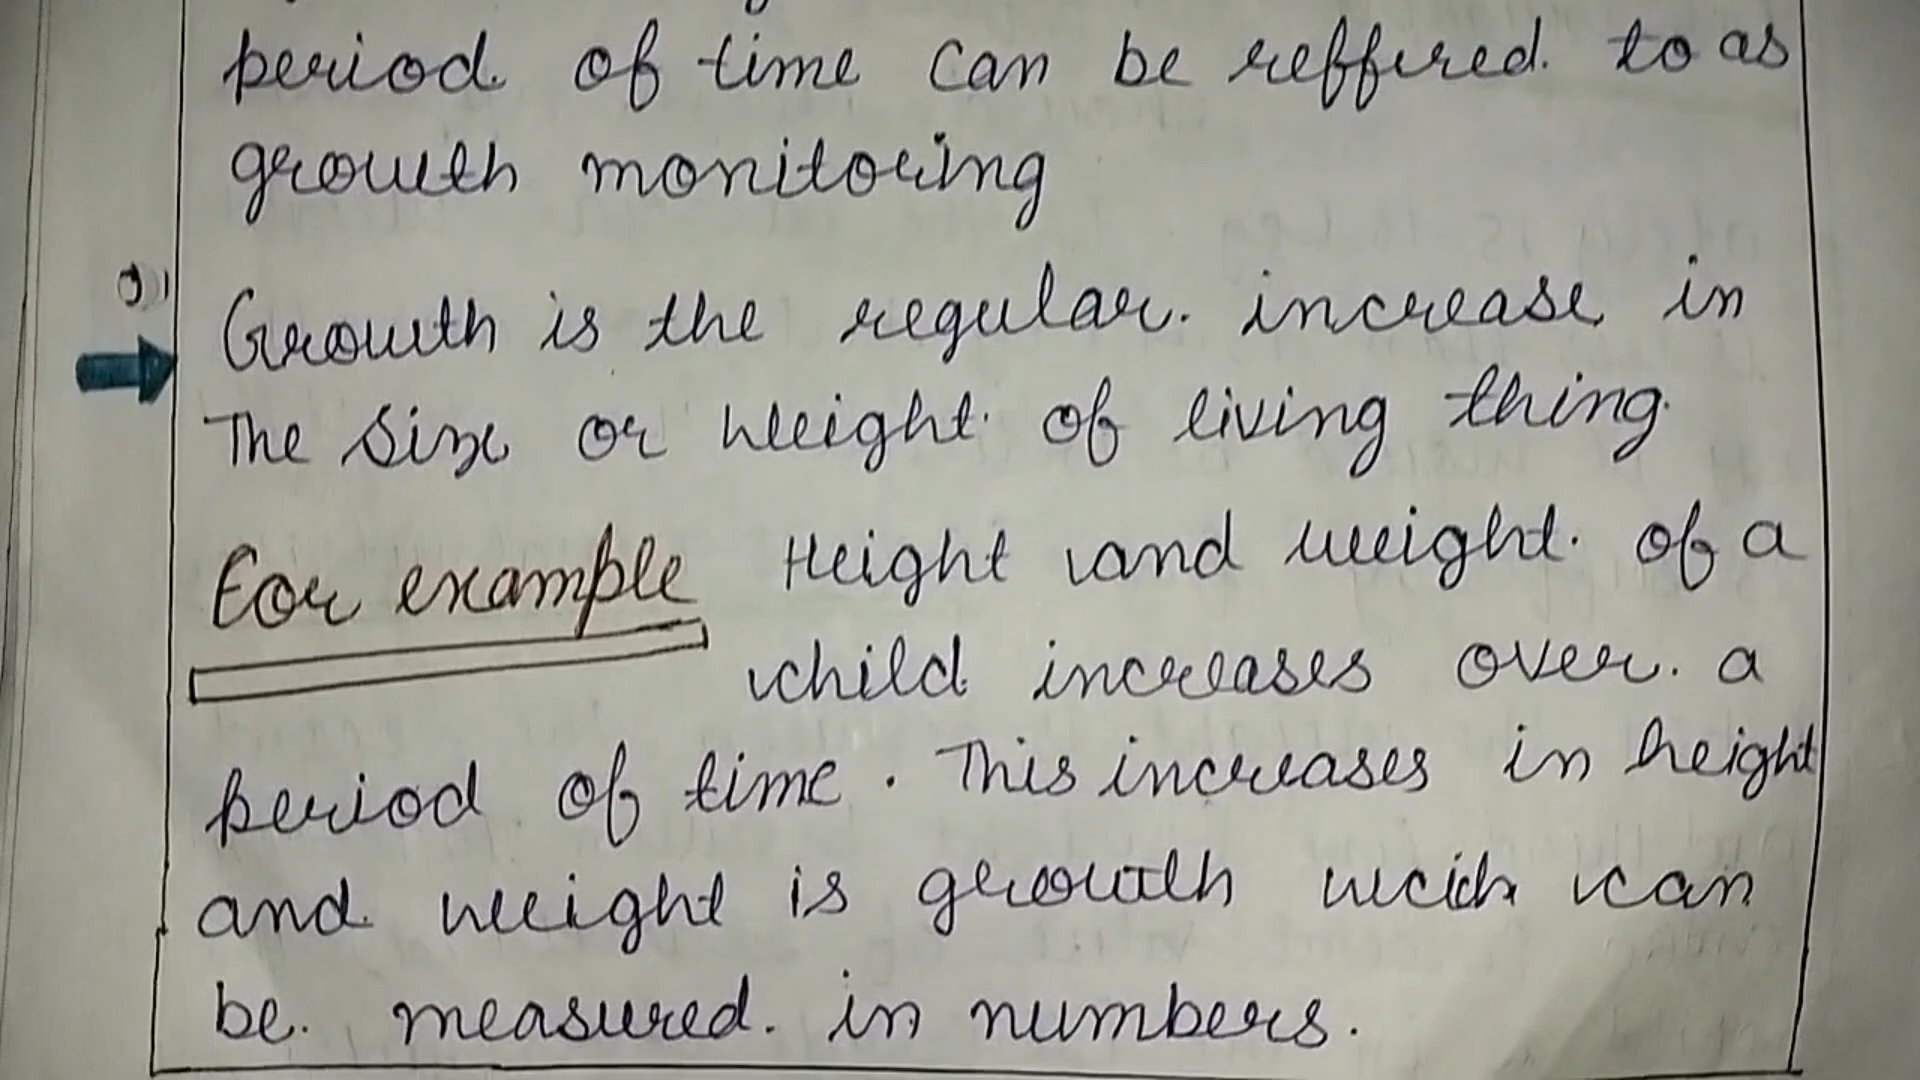 period of time can be reffered to as
growth monitoring
Growth is the regular. increase in
The size or weight of living thing.
For example Height and weight. of a
child increases over. a
period of time. This increases in height
and weight is growth wcich can
be. measured. in numbers.